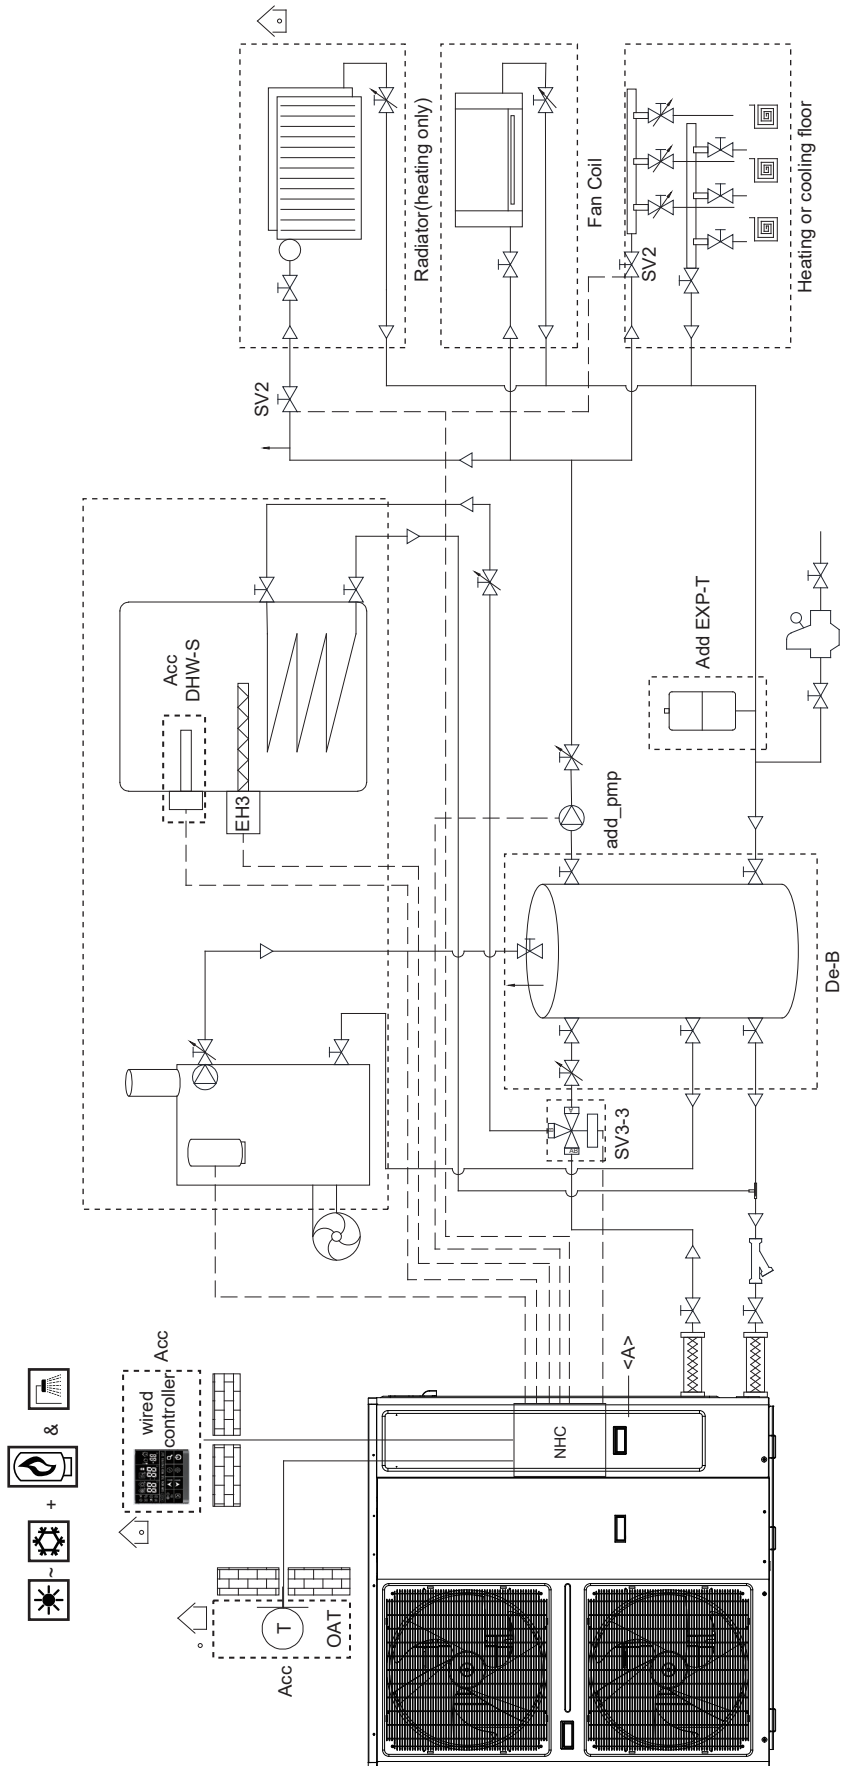 ~ + &
Acc
wired
controller
Acc
DHW-S
EH3
SV2
T
OAT
Acc
Radiator(heating only)
NHC
AB
Fan Coil
add_pmp
SV3-3
<A>
SV2
Add EXP-T
Heating or cooling floor
De-B